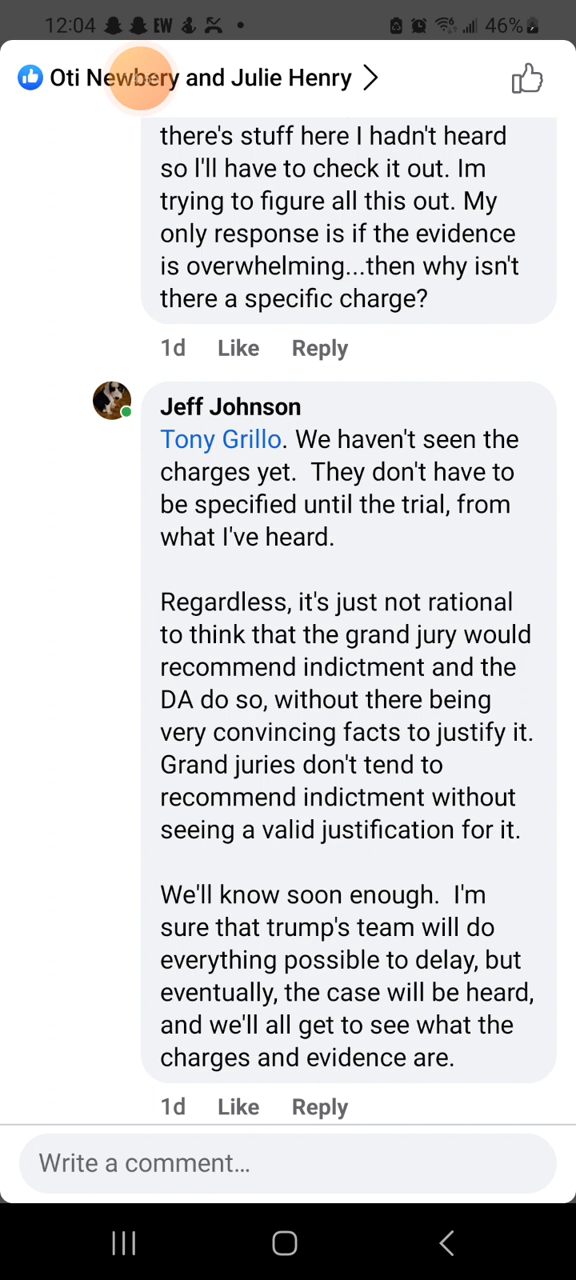 12:04 EW 46%
Oti Newbery and Julie Henry
there's stuff here I hadn't heard
so I'll have to check it out. Im
trying to figure all this out. My
only response is if the evidence
is overwhelming...then why isn't
there a specific charge?
1d Like Reply
Jeff Johnson
Tony Grillo. We haven't seen the
charges yet. They don't have to
be specified until the trial, from
what I've heard.
Regardless, it's just not rational
to think that the grand jury would
recommend indictment and the
DA do so, without there being
very convincing facts to justify it.
Grand juries don't tend to
recommend indictment without
seeing a valid justification for it.
We'll know soon enough. I'm
sure that trump's team will do
everything possible to delay, but
eventually, the case will be heard,
and we'll all get to see what the
charges and evidence are.
1d Like Reply
Write a comment...